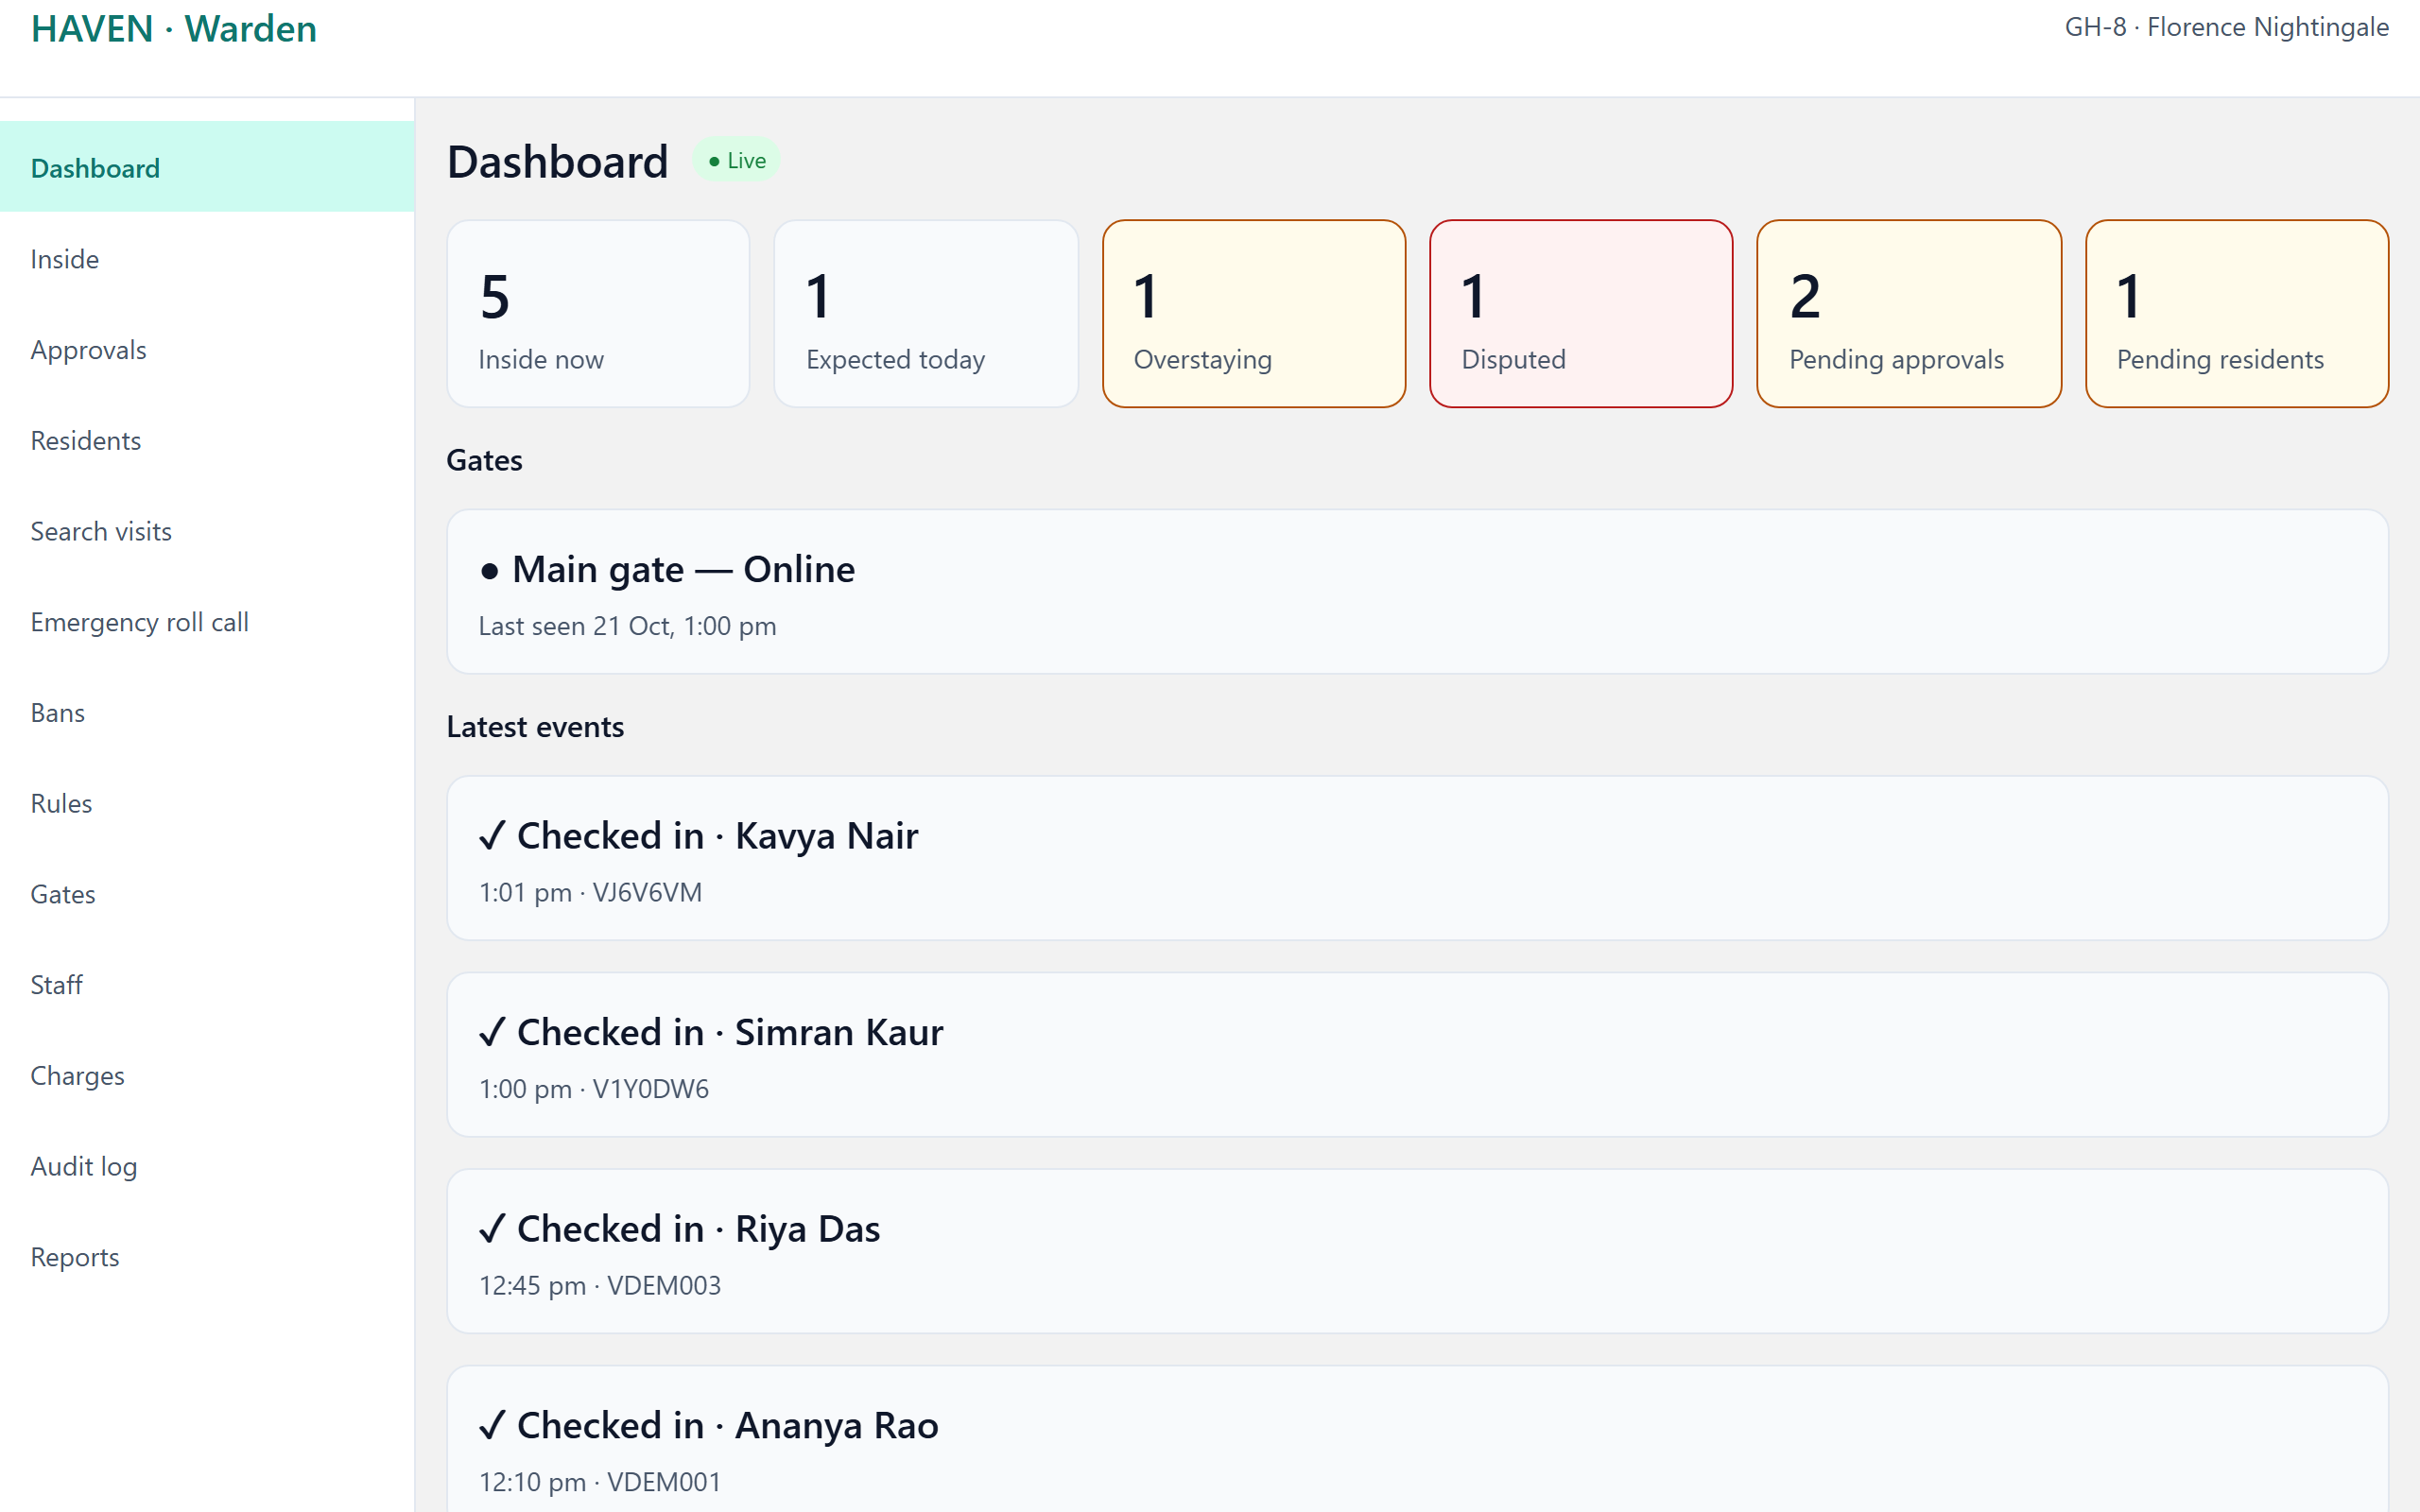 HAVEN · Warden
GH-8 · Florence Nightingale
Dashboard
Inside
Approvals
Residents
Search visits
Emergency roll call
Bans
Rules
Gates
Staff
Charges
Audit log
Reports
Dashboard
● Live
5
Inside now
1
Expected today
1
Overstaying
1
Disputed
2
Pending approvals
1
Pending residents
Gates
● Main gate — Online
Last seen 21 Oct, 1:00 pm
Latest events
✓ Checked in · Kavya Nair
1:01 pm · VJ6V6VM
✓ Checked in · Simran Kaur
1:00 pm · V1Y0DW6
✓ Checked in · Riya Das
12:45 pm · VDEM003
✓ Checked in · Ananya Rao
12:10 pm · VDEM001